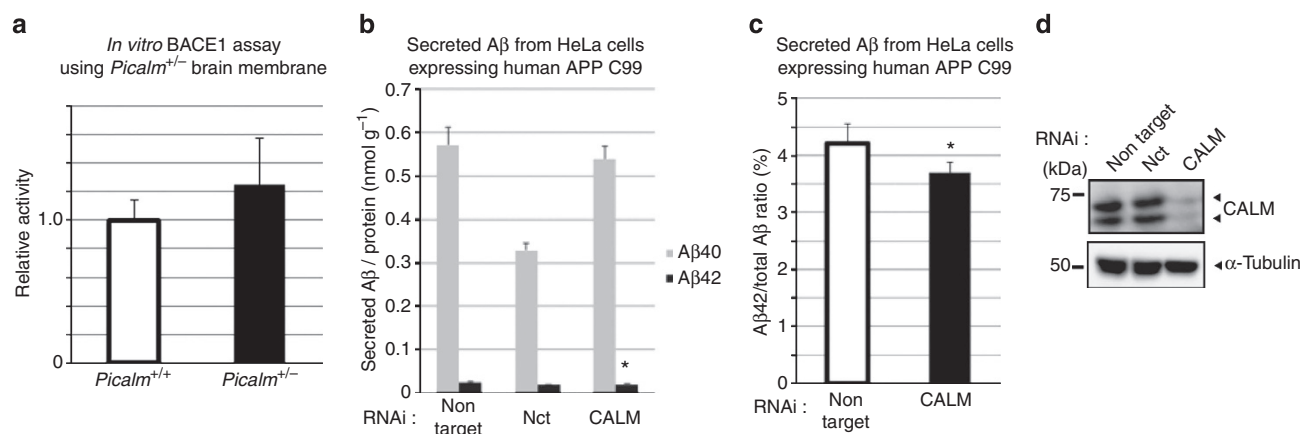 a
In vitro BACE1 assay
using Picalm+/– brain membrane
Relative activity
1.0
0
Picalm+/+
Picalm+/–
b
Secreted Aβ from HeLa cells
expressing human APP C99
Secreted Aβ / protein (nmol g–1)
0.7
0.6
0.5
0.4
0.3
0.2
0.1
0
*
Aβ40
Aβ42
RNAi :
Non
target
Nct
CALM
c
Secreted Aβ from HeLa cells
expressing human APP C99
Aβ42/total Aβ ratio (%)
5
4
3
2
1
0
*
RNAi :
Non
target
CALM
d
RNAi :
Non target
Nct
CALM
(kDa)
75
CALM
50
α-Tubulin